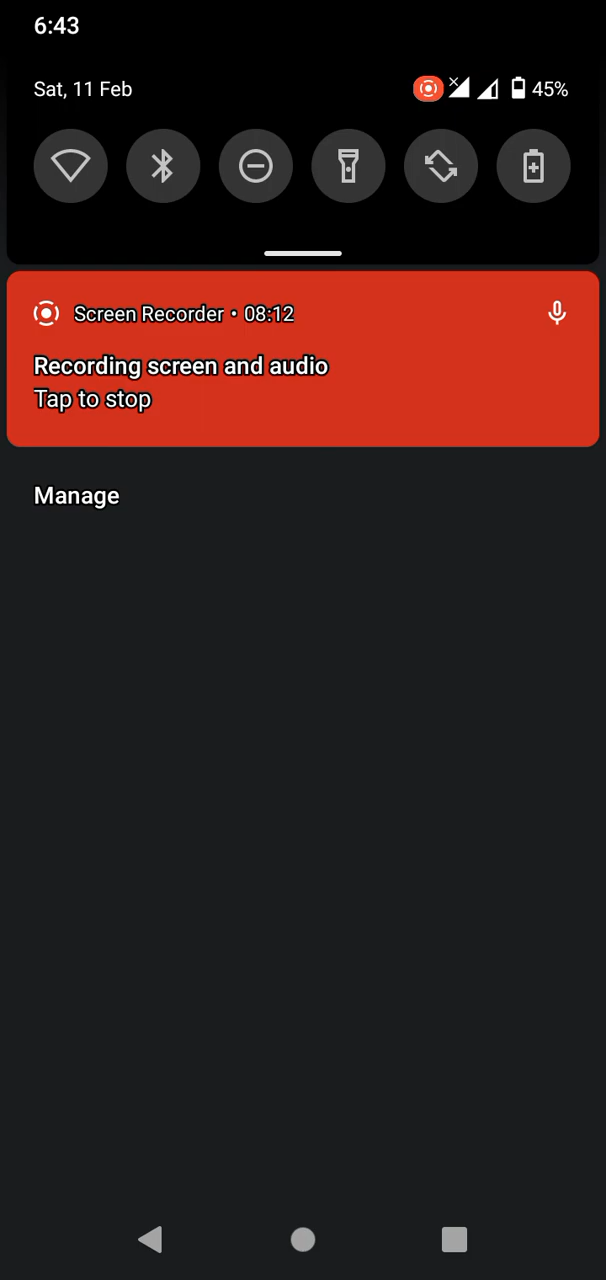 6:43
Sat, 11 Feb
45%
Screen Recorder • 08:12
Recording screen and audio
Tap to stop
Manage